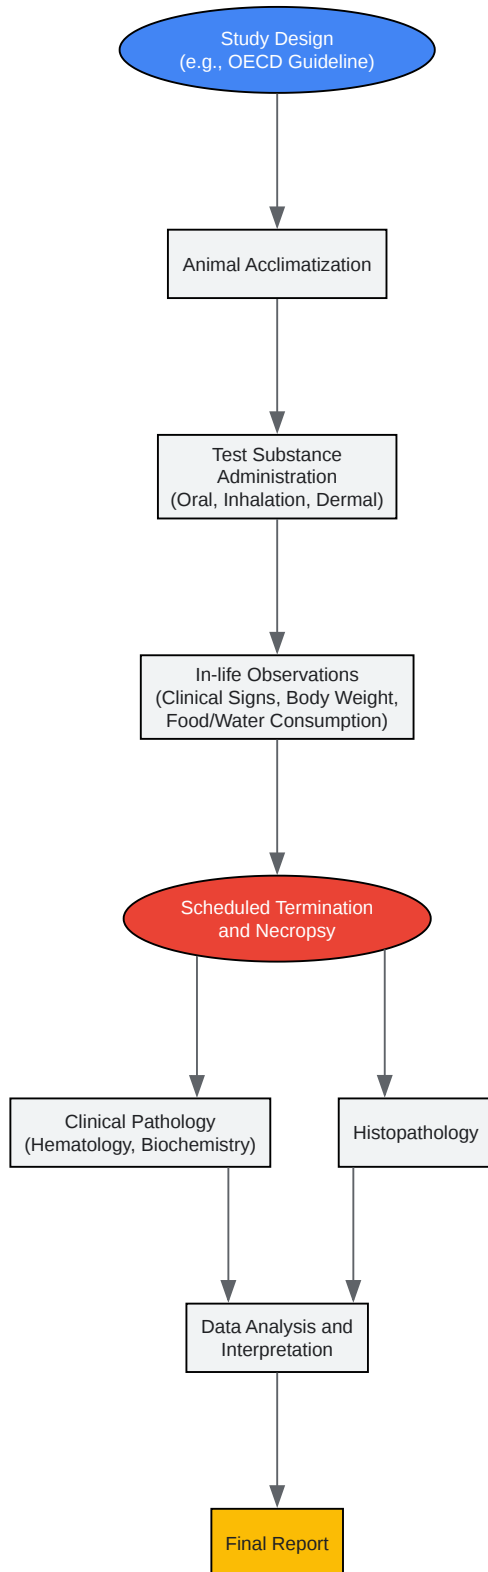 Study Design
(e.g., OECD Guideline)
Animal Acclimatization
Test Substance
Administration
(Oral, Inhalation, Dermal)
In-life Observations
(Clinical Signs, Body Weight,
Food/Water Consumption)
Scheduled Termination
and Necropsy
Clinical Pathology
(Hematology, Biochemistry)
Histopathology
Data Analysis and
Interpretation
Final Report